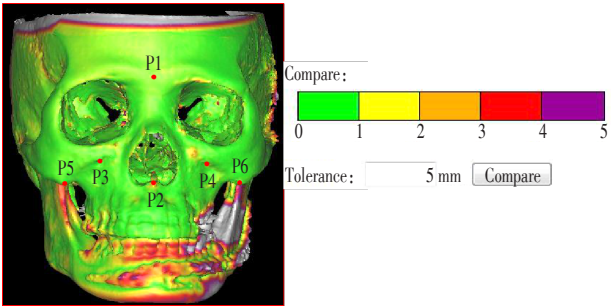 P1
Compare:
0 1 2 3 4 5
P5 P3 P4 P6
Tolerance: 5 mm Compare
P2